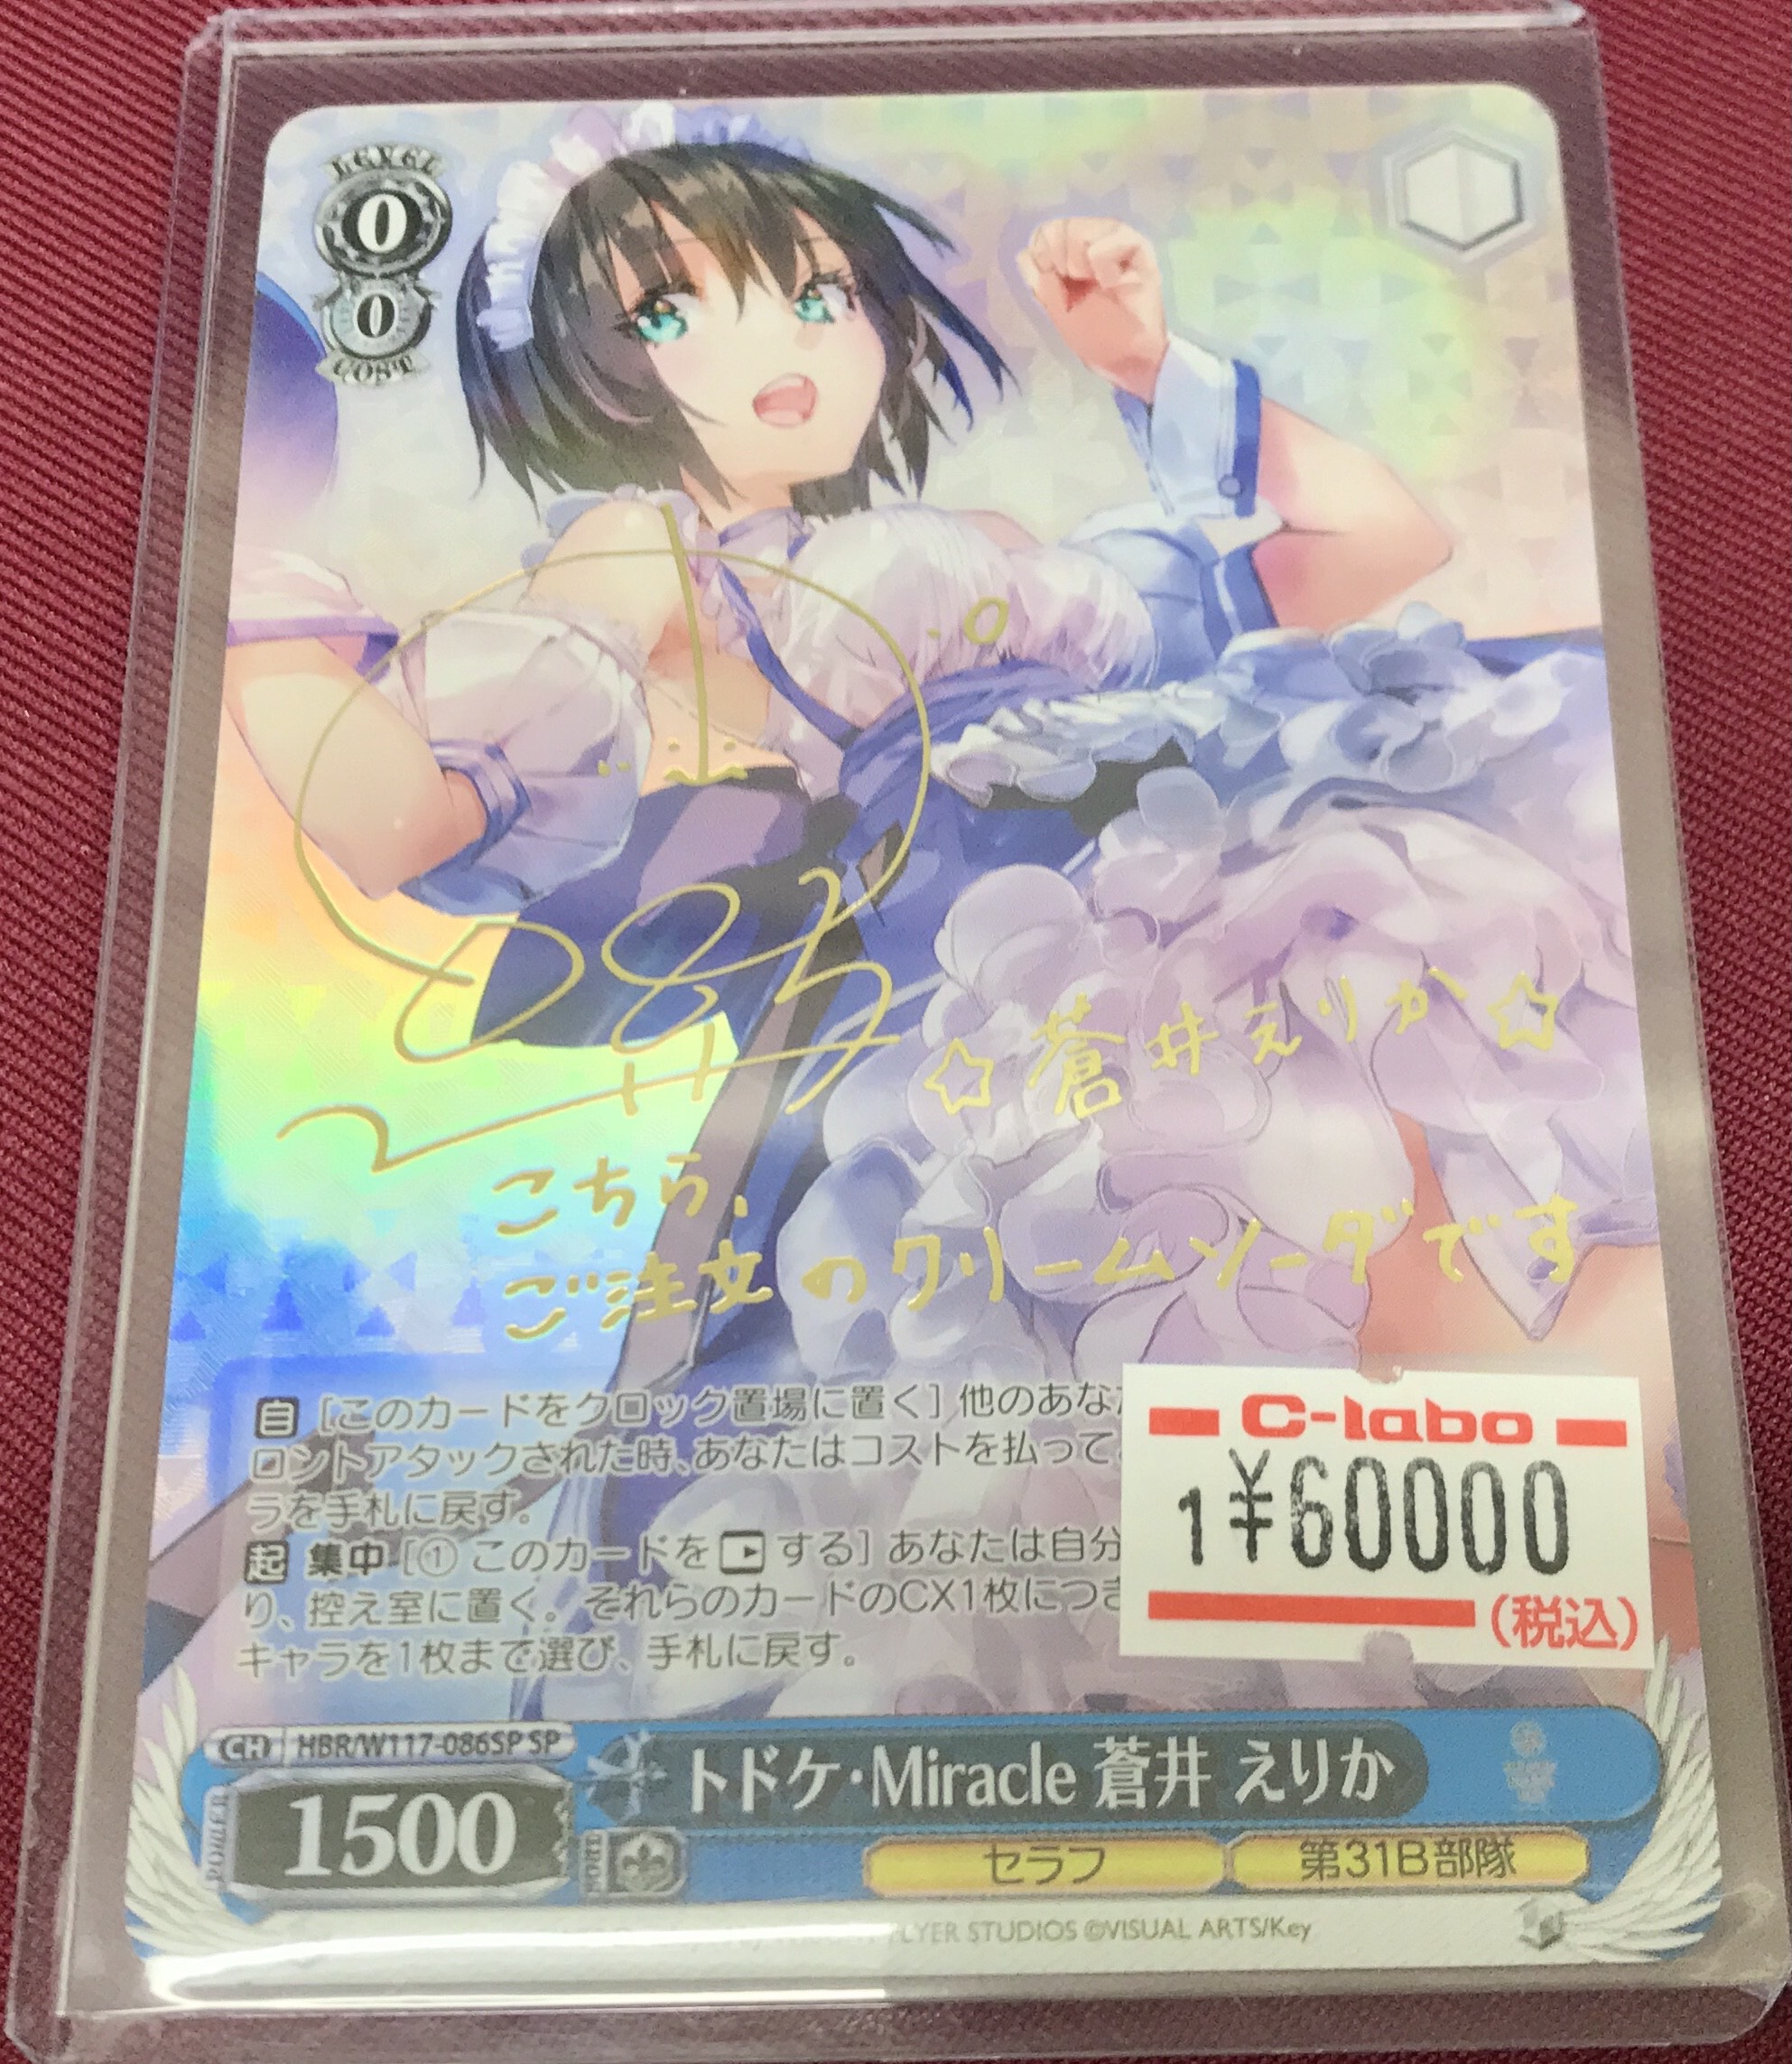 LEVEL
0
0
COST
☆蒼井えりか☆
こちら、
ご注文のクリームソーダです
自 [このカードをクロック置場に置く] 他のあな
ロントアタックされた時、あなたはコストを払って
ラを手札に戻す。
起 集中 [① このカードを する] あなたは自分
り、控え室に置く。それらのカードのCX1枚につき
キャラを1枚まで選び、手札に戻す。
C-labo
1¥60000
(税込)
CH HBR/W117-086SP SP
トドケ・Miracle 蒼井 えりか
POWER 1500
セラフ 第31B部隊
STUDIOS ©VISUAL ARTS/Key